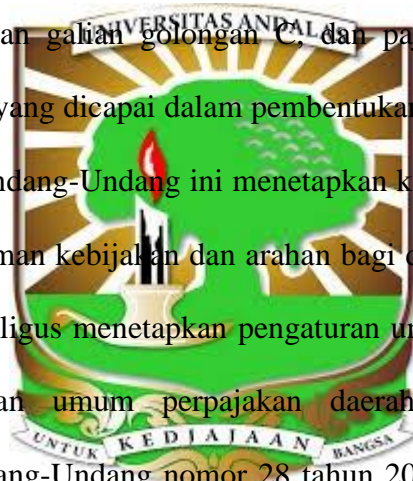 UNIVERSITAS ANDALAS
an galian golongan C, dan pa
yang dicapai dalam pembentukan
ndang-Undang ini menetapkan k
man kebijakan dan arahan bagi d
ligus menetapkan pengaturan u
an umum perpajakan daerah
UNTUK KEDJAJAAN BANGSA
ang-Undang nomor 28 tahun 20